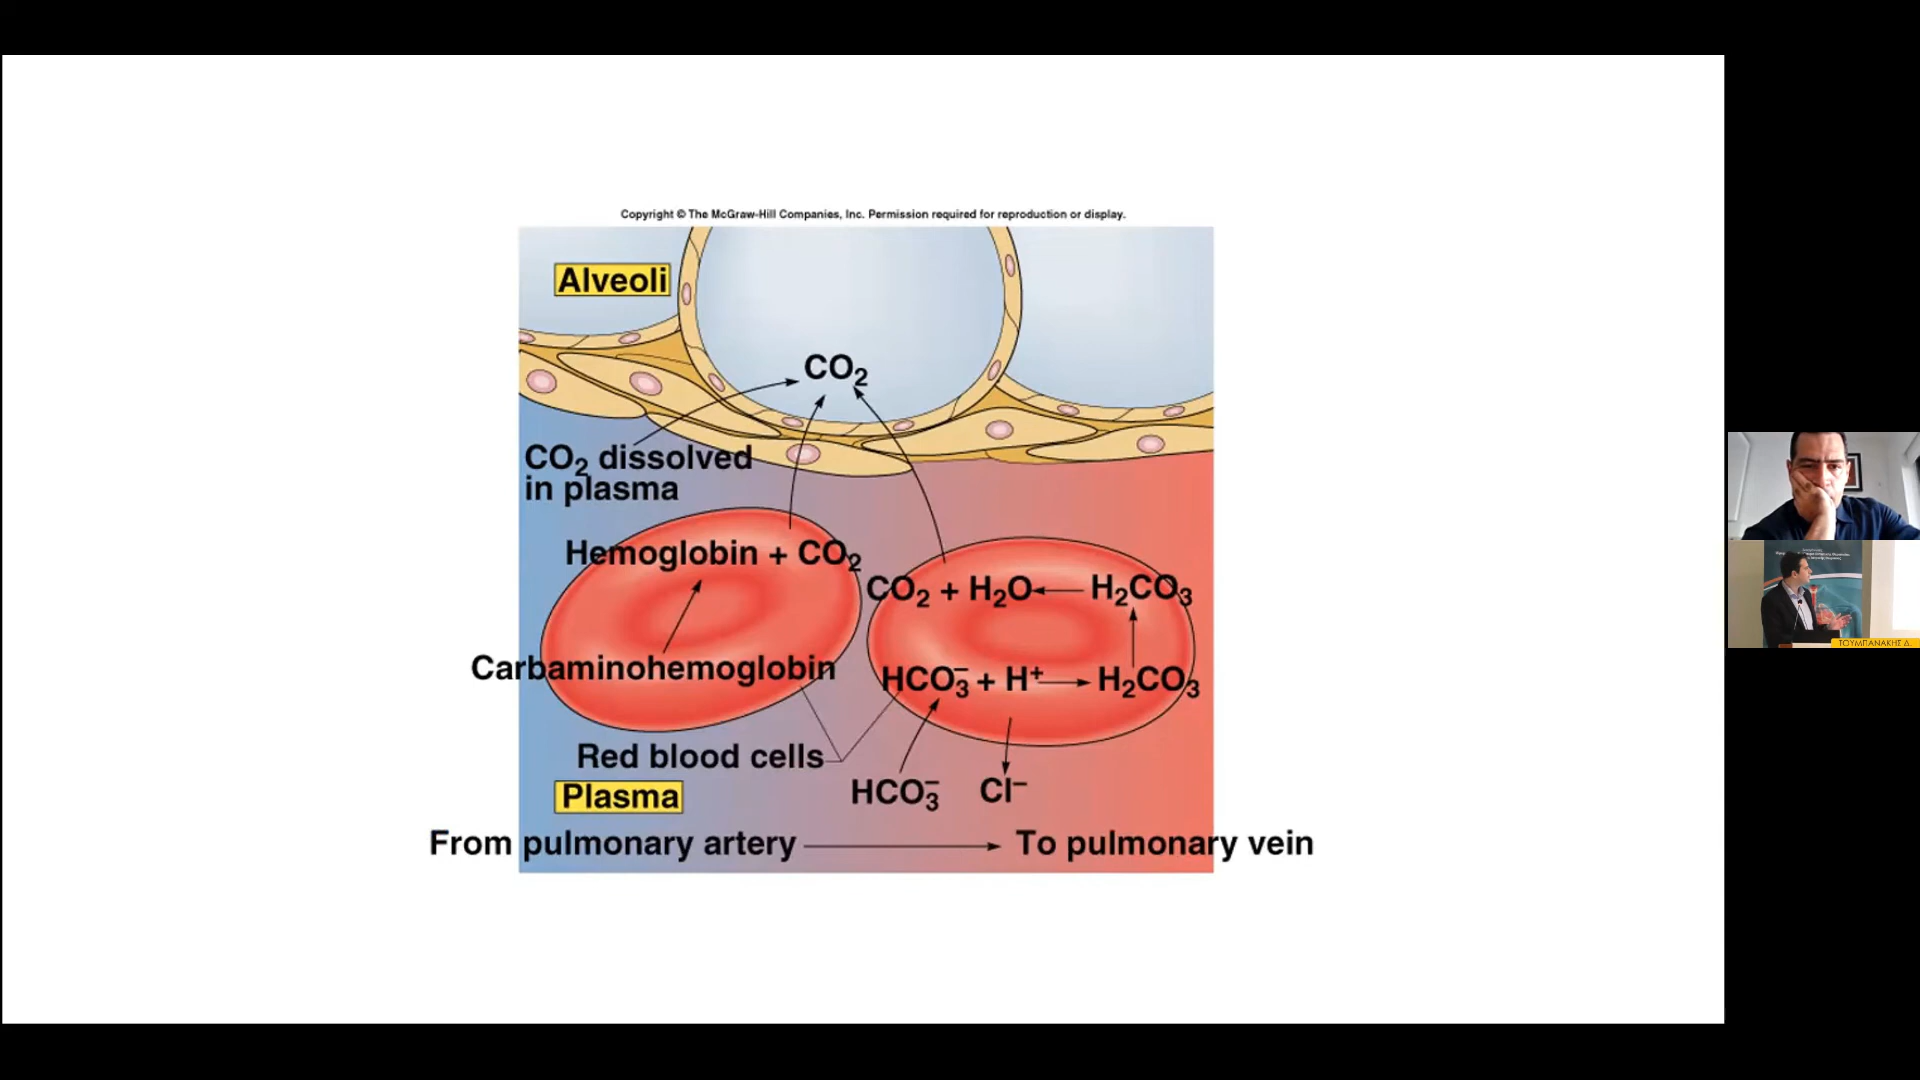 Copyright © The McGraw-Hill Companies, Inc. Permission required for reproduction or display.
Alveoli
CO₂
CO₂ dissolved
in plasma
Hemoglobin + CO₂
Carbaminohemoglobin
CO₂ + H₂O ← H₂CO₃
HCO₃⁻ + H⁺ → H₂CO₃
Red blood cells
HCO₃⁻ Cl⁻
Plasma
From pulmonary artery → To pulmonary vein
ΤΟΥΜΠΑΝΑΚΗΣ Δ.